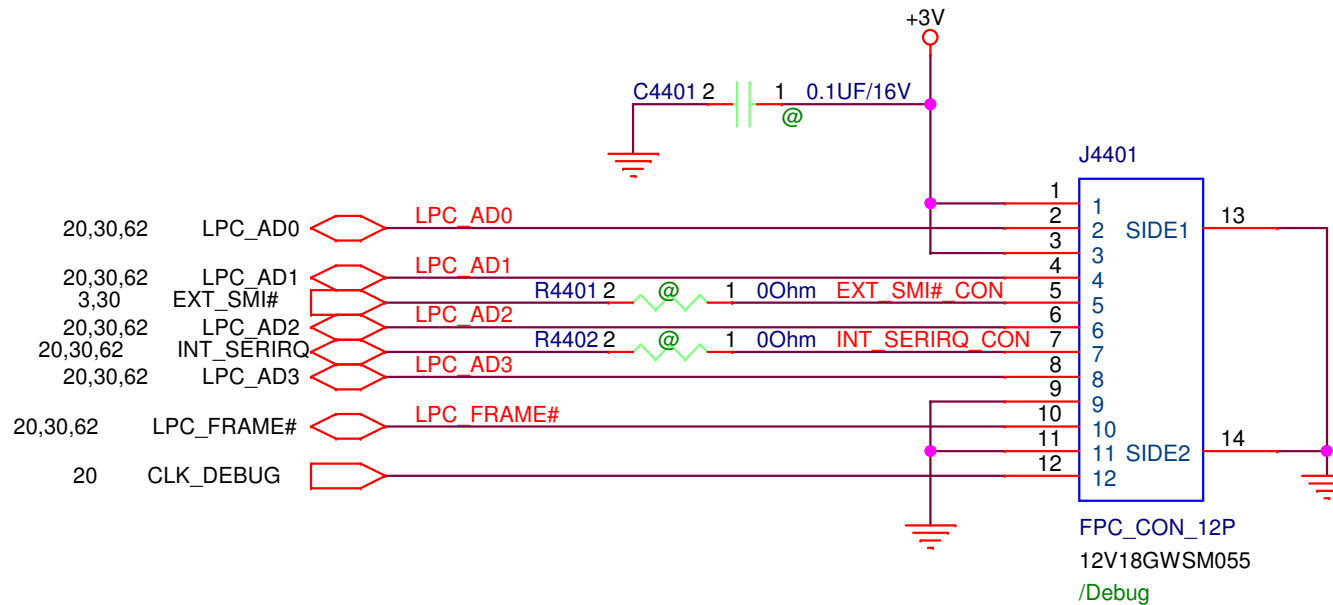 +3V
C4401 2 1 0.1UF/16V
@
J4401
1 1
20,30,62 LPC_AD0 LPC_AD0 2 2 SIDE1 13
3 3
20,30,62 LPC_AD1 LPC_AD1 4 4
3,30 EXT_SMI# R4401 2 @ 1 0Ohm EXT_SMI#_CON 5 5
20,30,62 LPC_AD2 LPC_AD2 6 6
20,30,62 INT_SERIRQ R4402 2 @ 1 0Ohm INT_SERIRQ_CON 7 7
20,30,62 LPC_AD3 LPC_AD3 8 8
9 9
20,30,62 LPC_FRAME# LPC_FRAME# 10 10
11 11 SIDE2 14
20 CLK_DEBUG 12 12
FPC_CON_12P
12V18GWSM055
/Debug